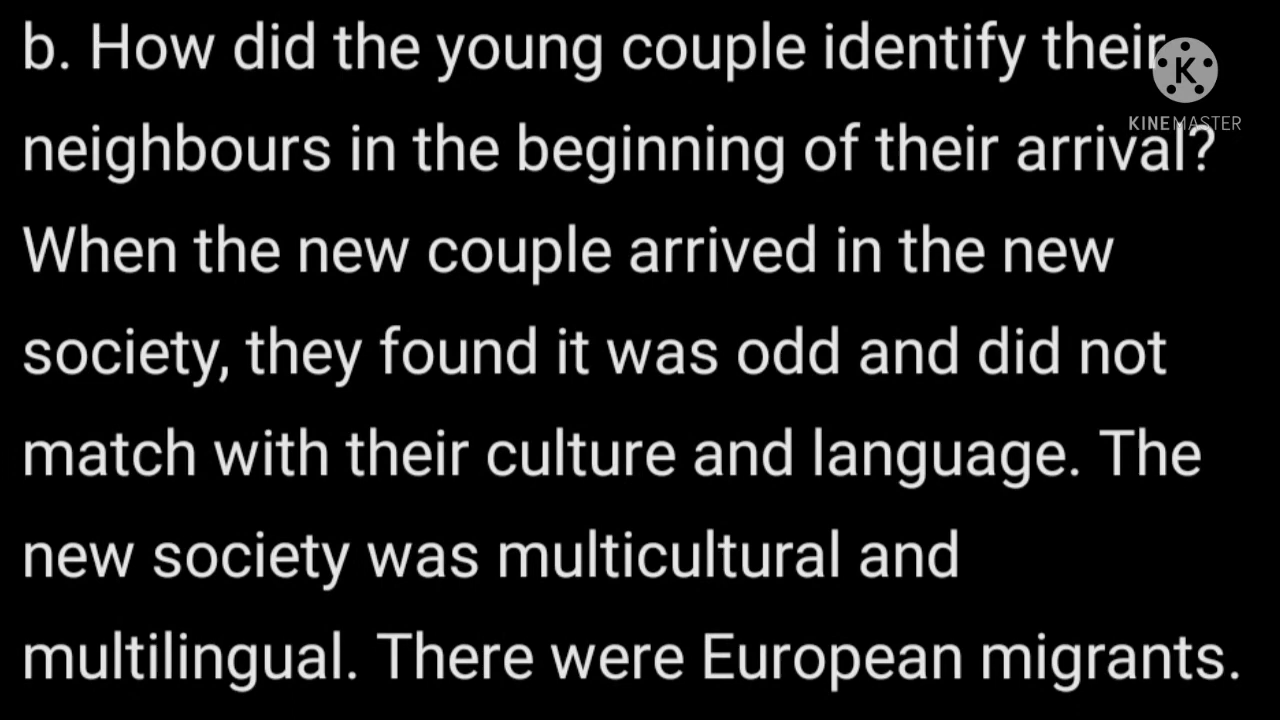 b. How did the young couple identify their
neighbours in the beginning of their arrival?
When the new couple arrived in the new
society, they found it was odd and did not
match with their culture and language. The
new society was multicultural and
multilingual. There were European migrants.
K
KINEMASTER